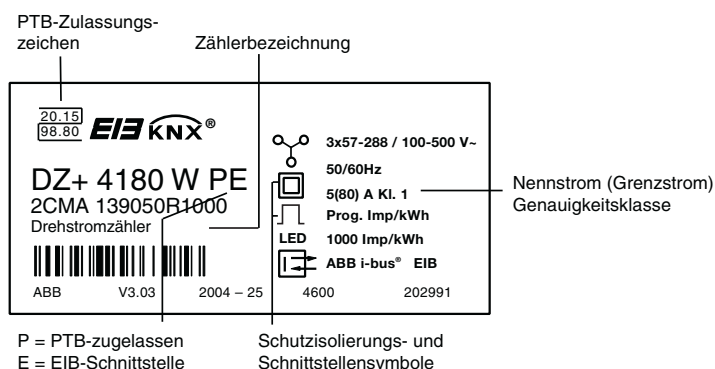 PTB-Zulassungs-
zeichen
Zählerbezeichnung
20.15
98.80
EIB KNX®
DZ+ 4180 W PE
2CMA 139050R1000
Drehstromzähler
3x57-288 / 100-500 V~
50/60Hz
5(80) A Kl. 1
Prog. Imp/kWh
LED 1000 Imp/kWh
ABB i-bus® EIB
ABB V3.03 2004 – 25 4600 202991
Nennstrom (Grenzstrom)
Genauigkeitsklasse
P = PTB-zugelassen
E = EIB-Schnittstelle
Schutzisolierungs- und
Schnittstellensymbole